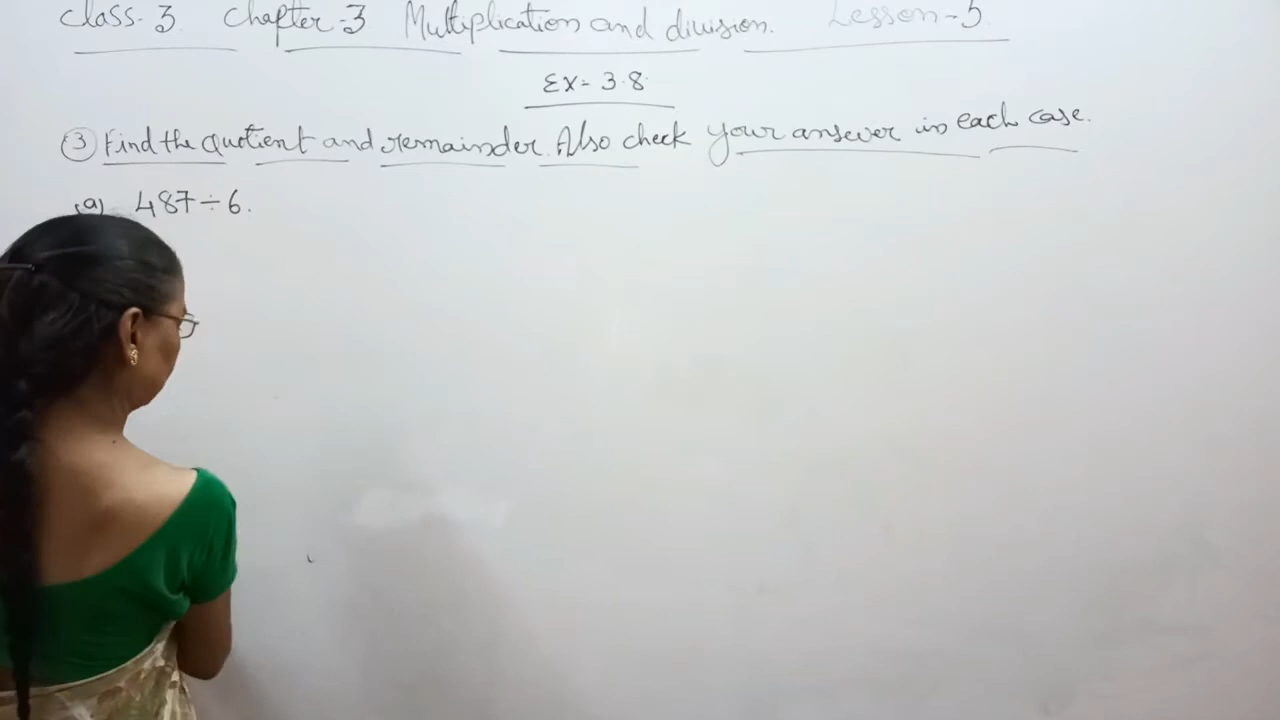 Class-3 Chapter-3 Multiplication and division. Lesson-5
Ex- 3.8.
③ Find the Quotient and remainder. Also check your answer in each case.
(a) 487÷6.